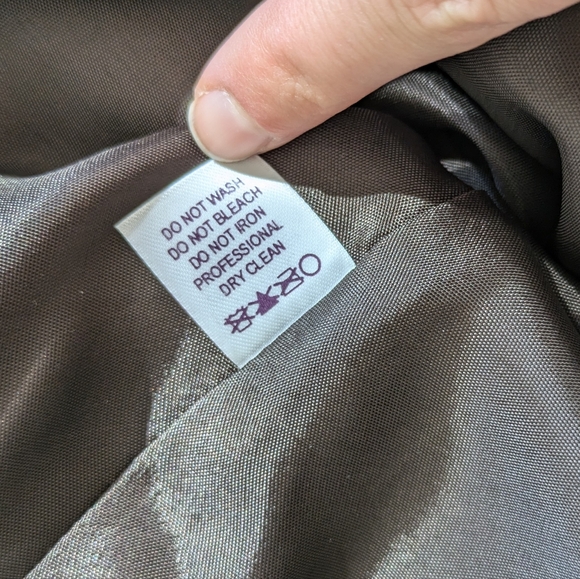 DO NOT WASH
DO NOT BLEACH
DO NOT IRON
PROFESSIONAL
DRY CLEAN